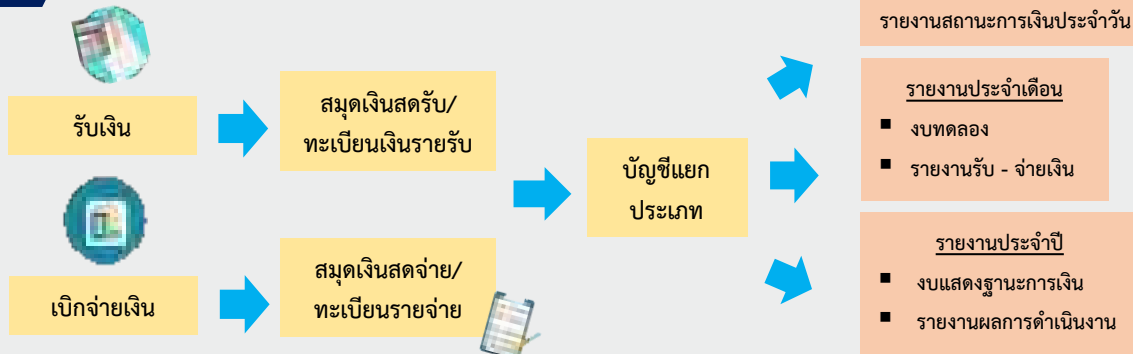 รับเงิน
สมุดเงินสดรับ/
ทะเบียนเงินรายรับ
เบิกจ่ายเงิน
สมุดเงินสดจ่าย/
ทะเบียนรายจ่าย
บัญชีแยก
ประเภท
รายงานสถานะการเงินประจำวัน
รายงานประจำเดือน
▪ งบทดลอง
▪ รายงานรับ - จ่ายเงิน
รายงานประจำปี
▪ งบแสดงฐานะการเงิน
▪ รายงานผลการดำเนินงาน